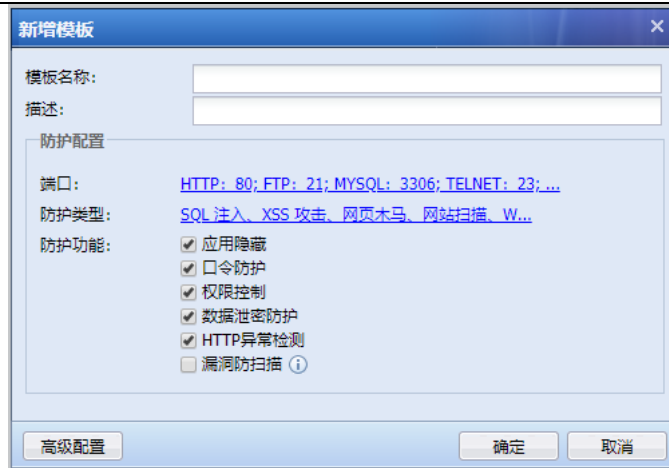 新增模板
模板名称:
描述:
防护配置
端口: HTTP: 80; FTP: 21; MYSQL: 3306; TELNET: 23; ...
防护类型: SQL 注入、XSS 攻击、网页木马、网站扫描、W...
防护功能: 应用隐藏
口令防护
权限控制
数据泄密防护
HTTP异常检测
漏洞防扫描
高级配置 确定 取消